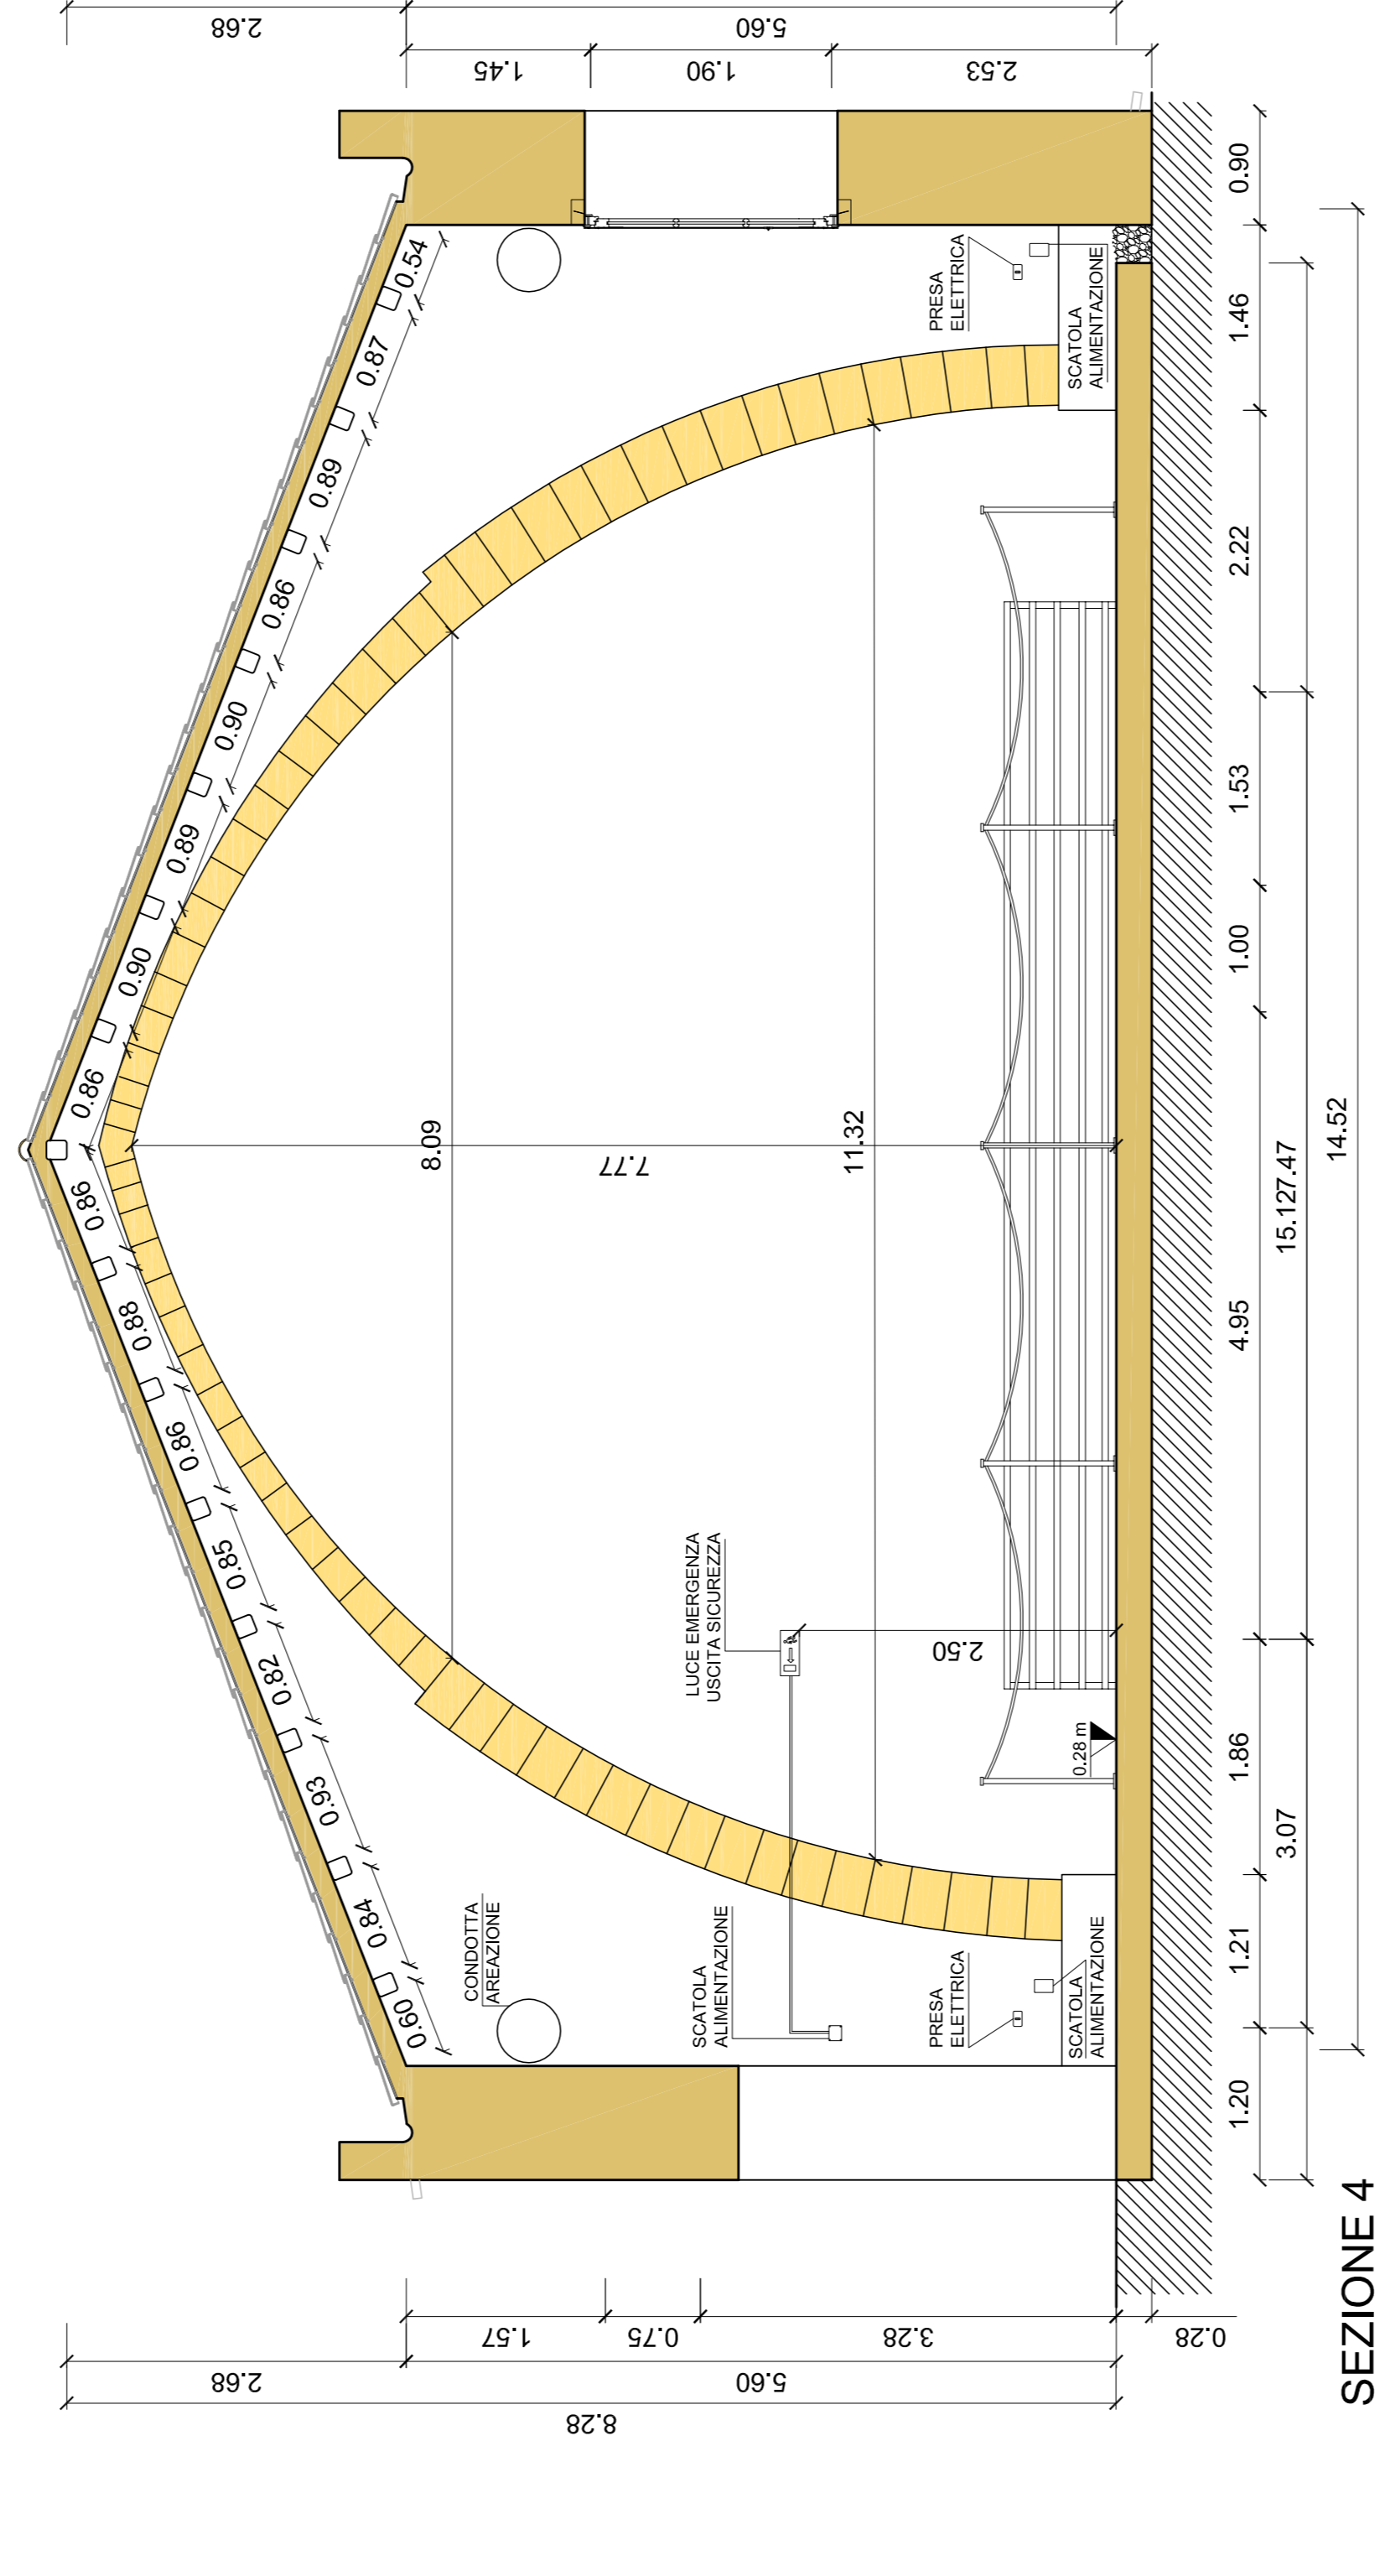 2.68
5.60
1.45
1.90
2.53
0.54
0.87
0.89
0.86
0.90
0.89
0.90
0.86
0.86
0.88
0.86
0.85
0.82
0.93
0.84
0.60
8.09
7.77
11.32
PRESA
ELETTRICA
SCATOLA
ALIMENTAZIONE
LUCE EMERGENZA
USCITA SICUREZZA
2.50
0.28 m
CONDOTTA
AREAZIONE
SCATOLA
ALIMENTAZIONE
PRESA
ELETTRICA
SCATOLA
ALIMENTAZIONE
0.90
1.46
2.22
1.53
1.00
4.95
1.86
1.21
1.20
15.127.47
3.07
14.52
1.57
0.75
3.28
0.28
2.68
5.60
8.28
SEZIONE 4